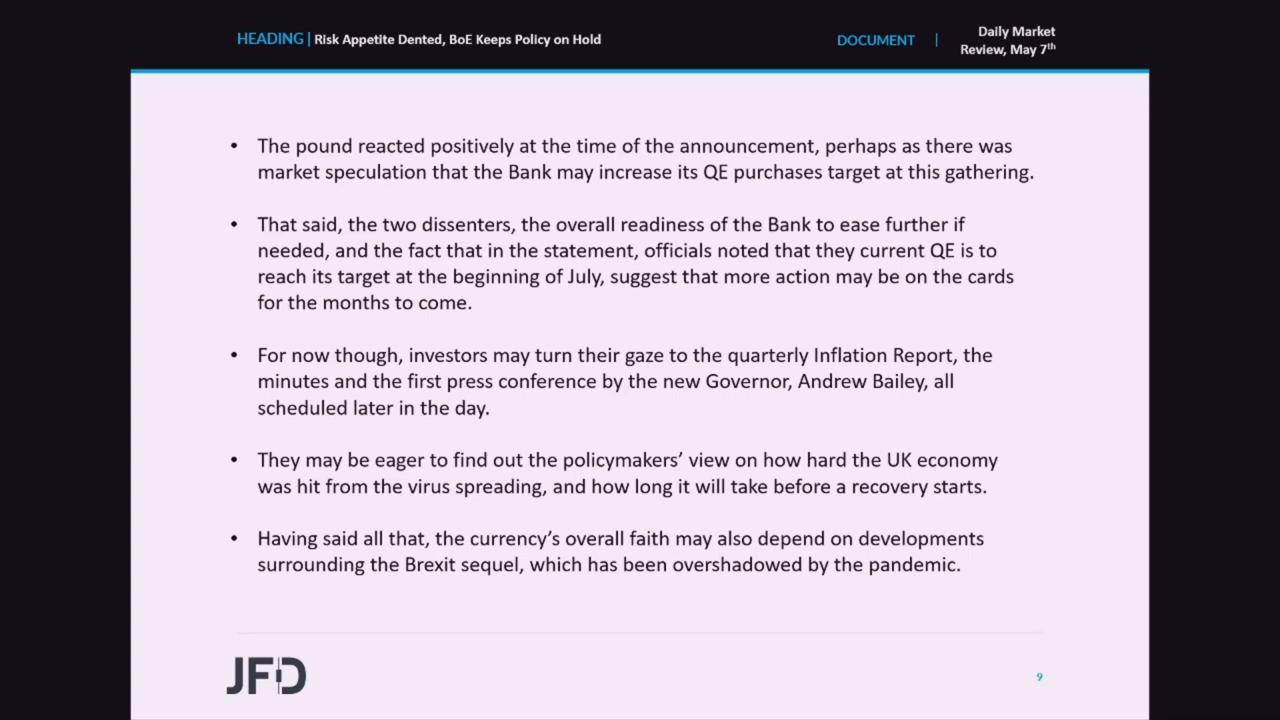 HEADING | Risk Appetite Dented, BoE Keeps Policy on Hold
DOCUMENT |
Daily Market
Review, May 7th
• The pound reacted positively at the time of the announcement, perhaps as there was
market speculation that the Bank may increase its QE purchases target at this gathering.
• That said, the two dissenters, the overall readiness of the Bank to ease further if
needed, and the fact that in the statement, officials noted that they current QE is to
reach its target at the beginning of July, suggest that more action may be on the cards
for the months to come.
• For now though, investors may turn their gaze to the quarterly Inflation Report, the
minutes and the first press conference by the new Governor, Andrew Bailey, all
scheduled later in the day.
• They may be eager to find out the policymakers’ view on how hard the UK economy
was hit from the virus spreading, and how long it will take before a recovery starts.
• Having said all that, the currency’s overall faith may also depend on developments
surrounding the Brexit sequel, which has been overshadowed by the pandemic.
JFD
9